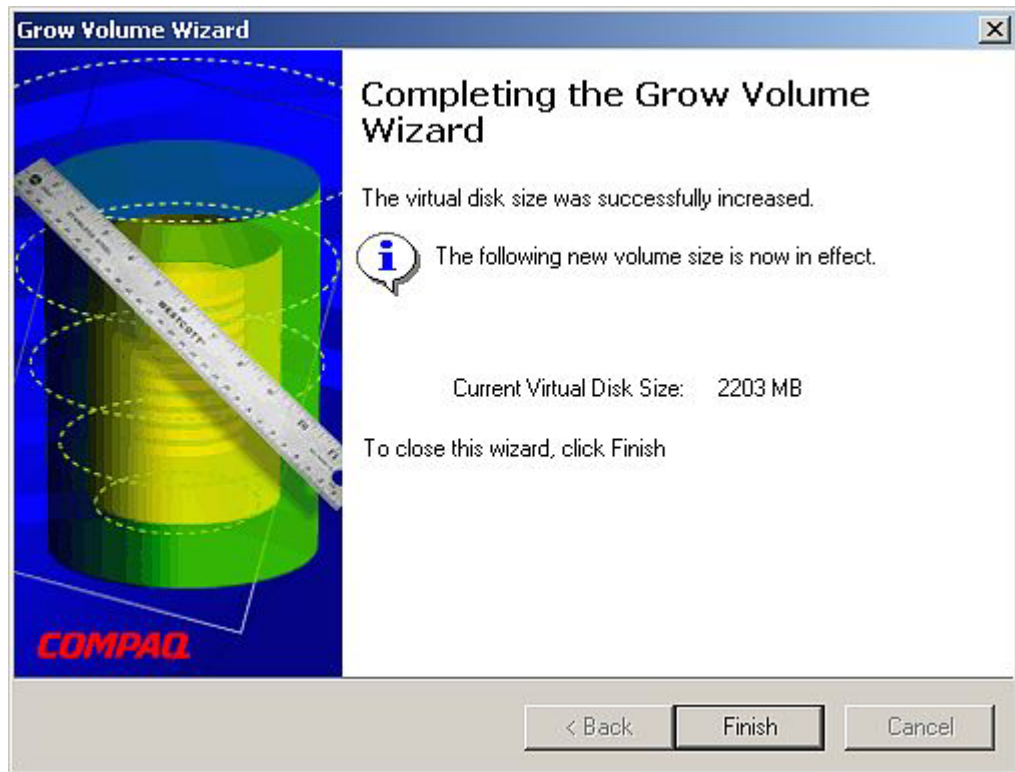 Grow Volume Wizard
Completing the Grow Volume
Wizard
The virtual disk size was successfully increased.
The following new volume size is now in effect.
Current Virtual Disk Size: 2203 MB
To close this wizard, click Finish
WESTCOTT
COMPAQ
< Back
Finish
Cancel